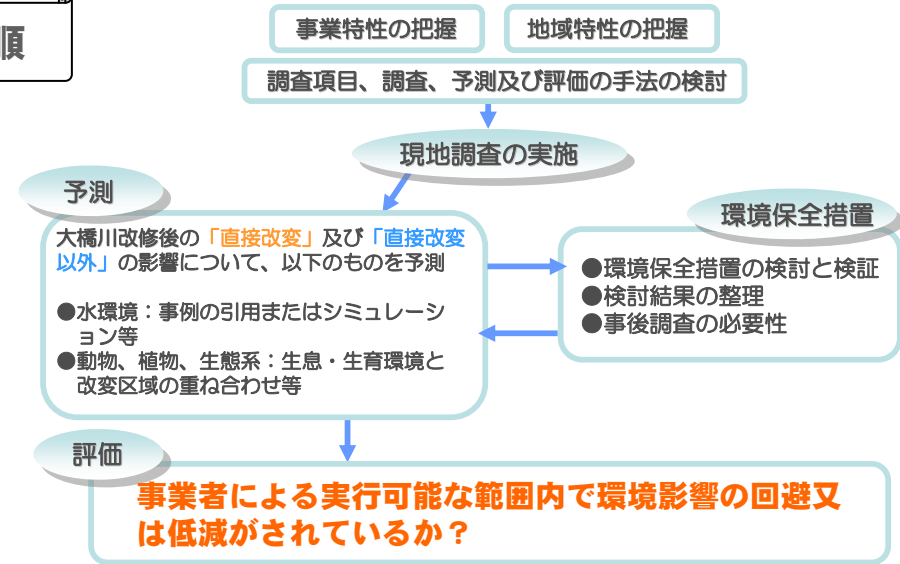 順
事業特性の把握
地域特性の把握
調査項目、調査、予測及び評価の手法の検討
現地調査の実施
予測
大橋川改修後の「直接改変」及び「直接改変
以外」の影響について、以下のものを予測
●水環境：事例の引用またはシミュレーシ
ョン等
●動物、植物、生態系：生息・生育環境と
改変区域の重ね合わせ等
環境保全措置
●環境保全措置の検討と検証
●検討結果の整理
●事後調査の必要性
評価
事業者による実行可能な範囲内で環境影響の回避又
は低減がされているか？